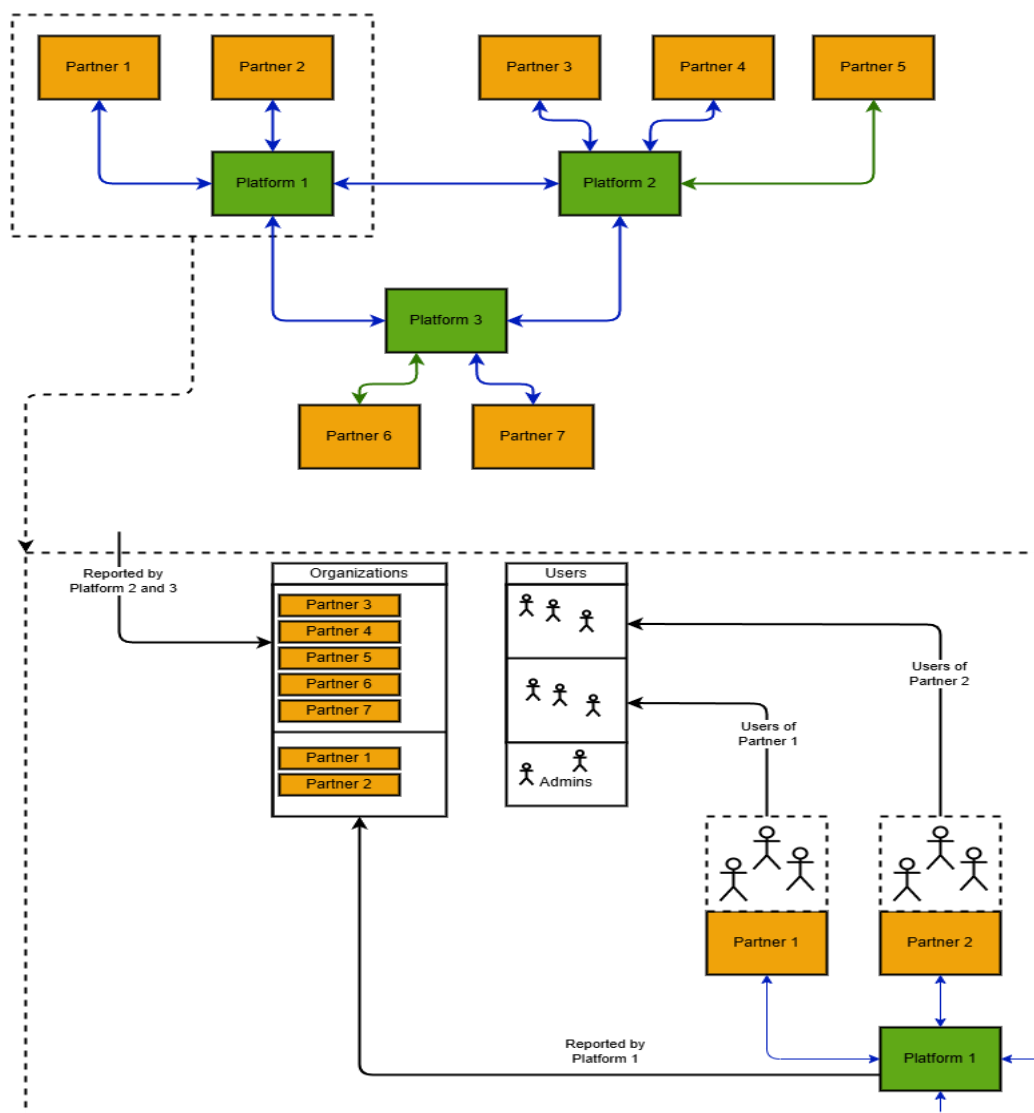 Partner 1
Partner 2
Partner 3
Partner 4
Partner 5
Platform 1
Platform 2
Platform 3
Partner 6
Partner 7
Reported by
Platform 2 and 3
Organizations
Partner 3
Partner 4
Partner 5
Partner 6
Partner 7
Partner 1
Partner 2
Users
Admins
Users of
Partner 1
Users of
Partner 2
Partner 1
Partner 2
Reported by
Platform 1
Platform 1